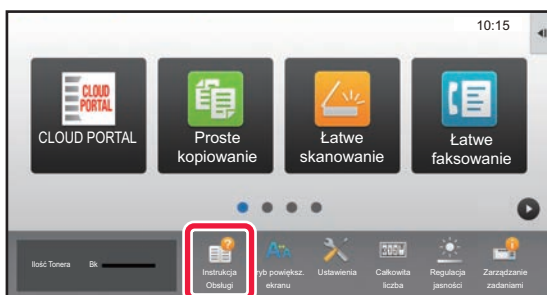 10:15
CLOUD
PORTAL
CLOUD PORTAL
Proste
kopiowanie
Łatwe
skanowanie
Łatwe
faksowanie
Ilość Tonera Bk
Instrukcja
Obsługi
ryb powiększ.
ekranu
Ustawienia
Całkowita
liczba
Regulacja
jasności
Zarządzanie
zadaniami